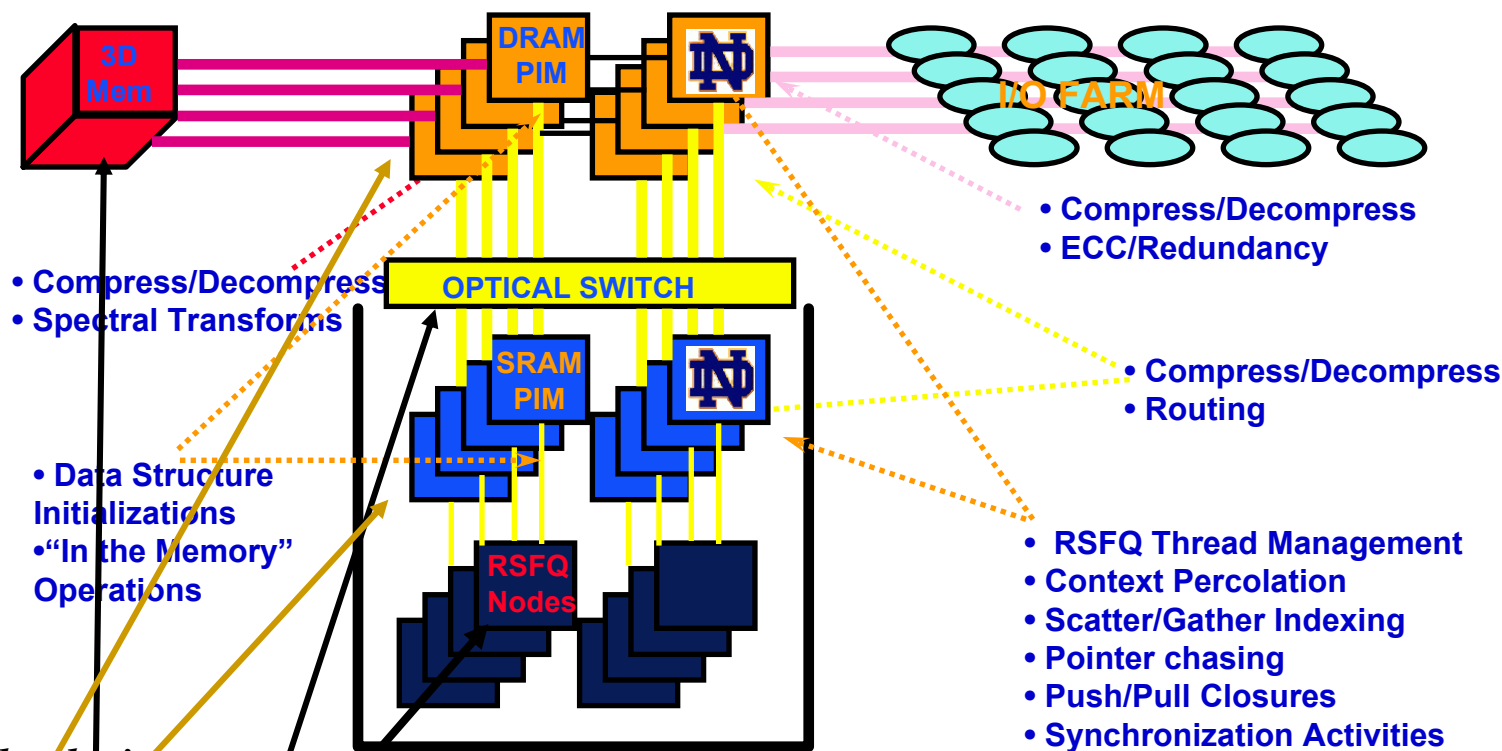 3D
Mem
DRAM
PIM
ND
I/O FARM
• Compress/Decompress
• ECC/Redundancy
• Compress/Decompress
• Spectral Transforms
OPTICAL SWITCH
SRAM
PIM
ND
• Compress/Decompress
• Routing
• Data Structure
Initializations
•“In the Memory”
Operations
RSFQ
Nodes
• RSFQ Thread Management
• Context Percolation
• Scatter/Gather Indexing
• Pointer chasing
• Push/Pull Closures
• Synchronization Activities